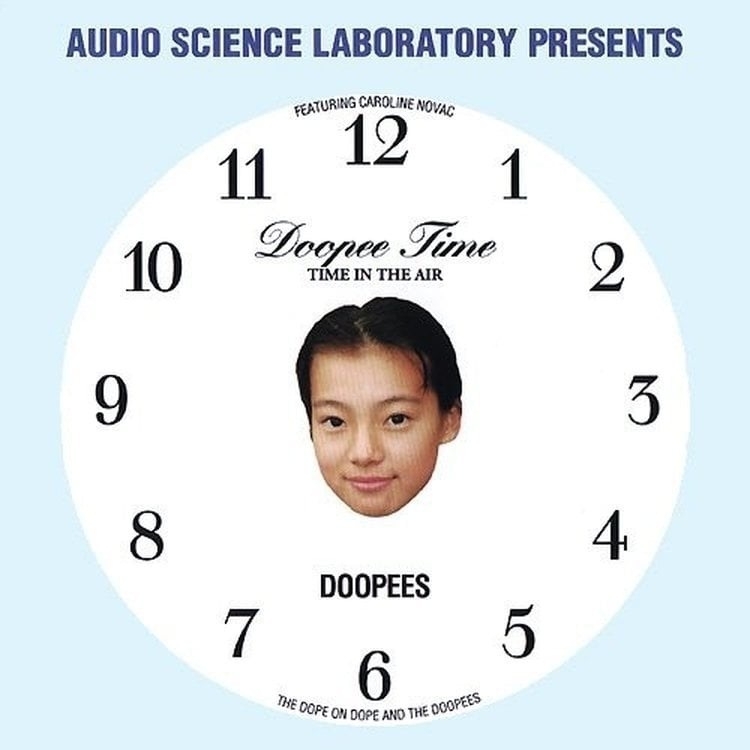 AUDIO SCIENCE LABORATORY PRESENTS
FEATURING CAROLINE NOVAC
12
11
1
Doopee Time
TIME IN THE AIR
10
2
9
3
8
4
DOOPEES
7
5
6
THE DOPE ON DOPE AND THE DOOPEES